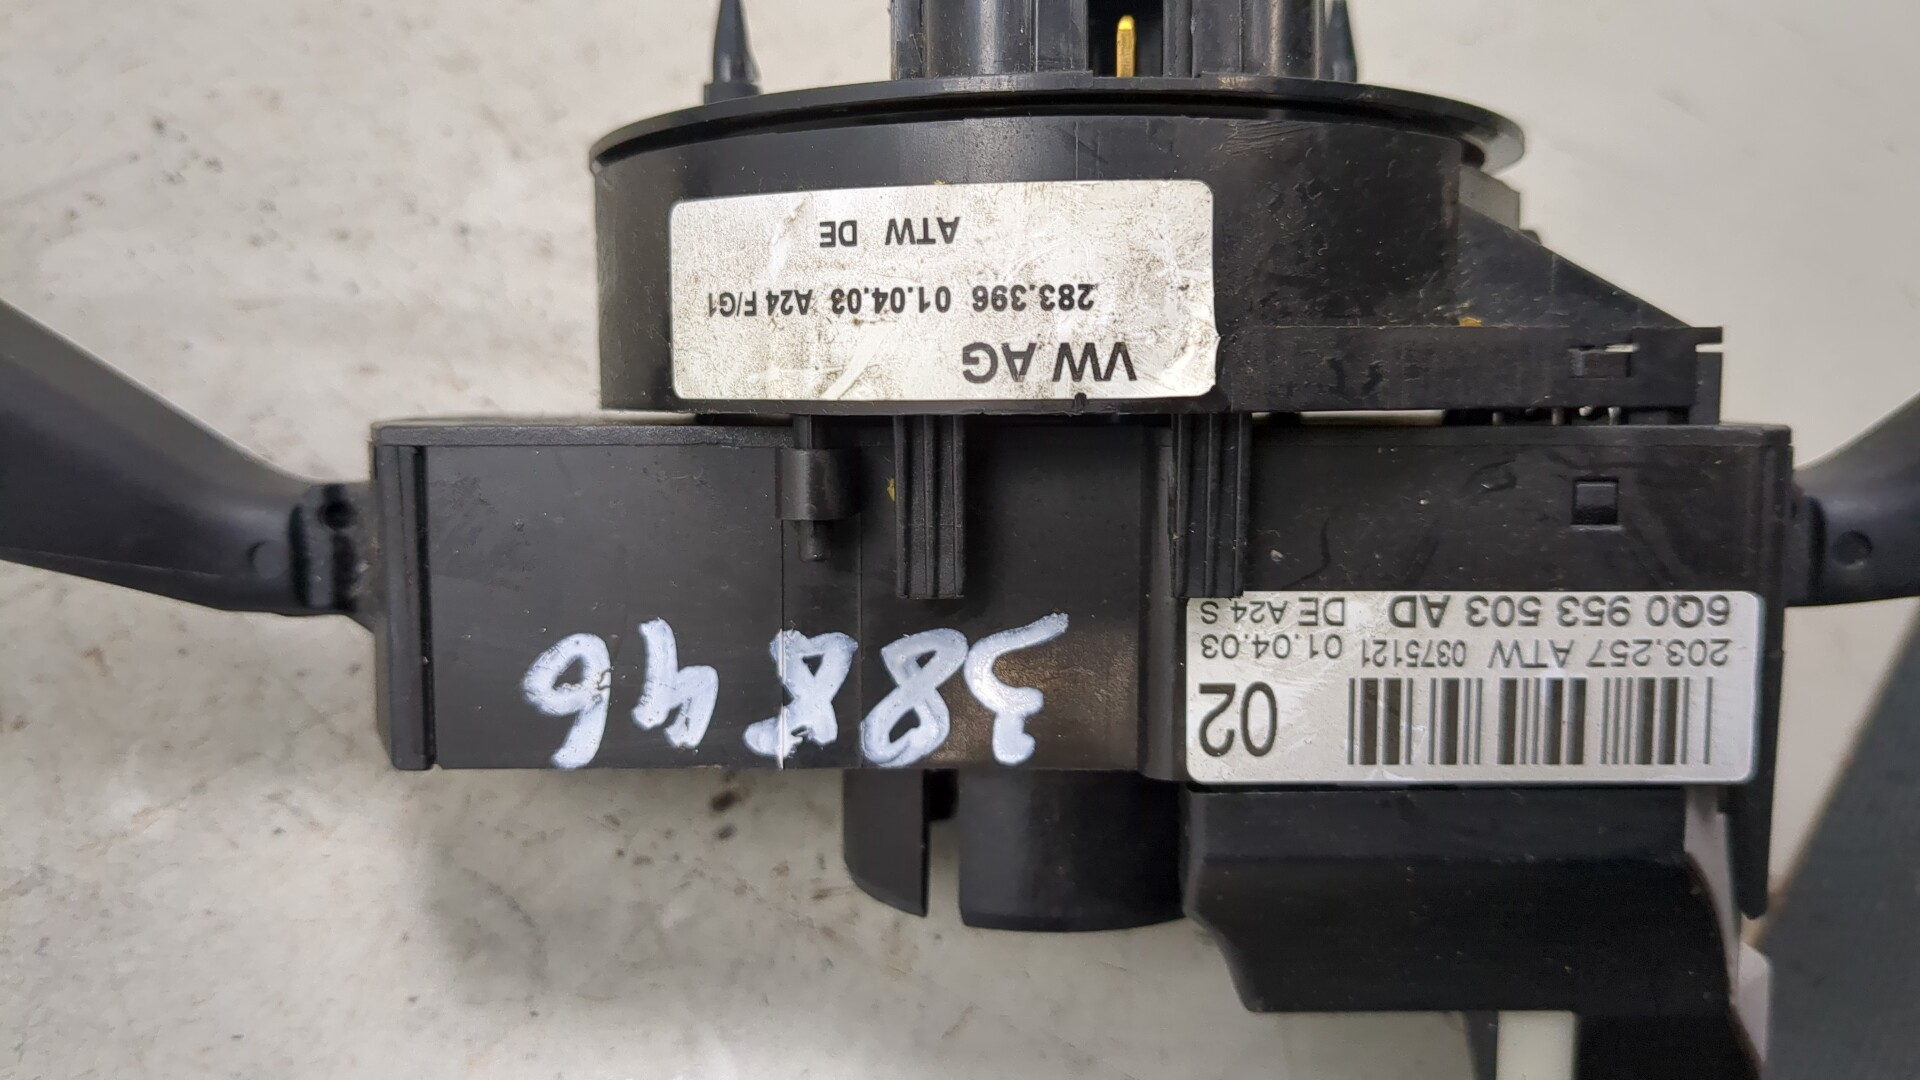 02
203.257 ATW 0375121 01.04.03
6Q0 953 503 AD DE A24 S
38846
VW AG
283.396 01.04.03 A24 F/G1
ATW DE